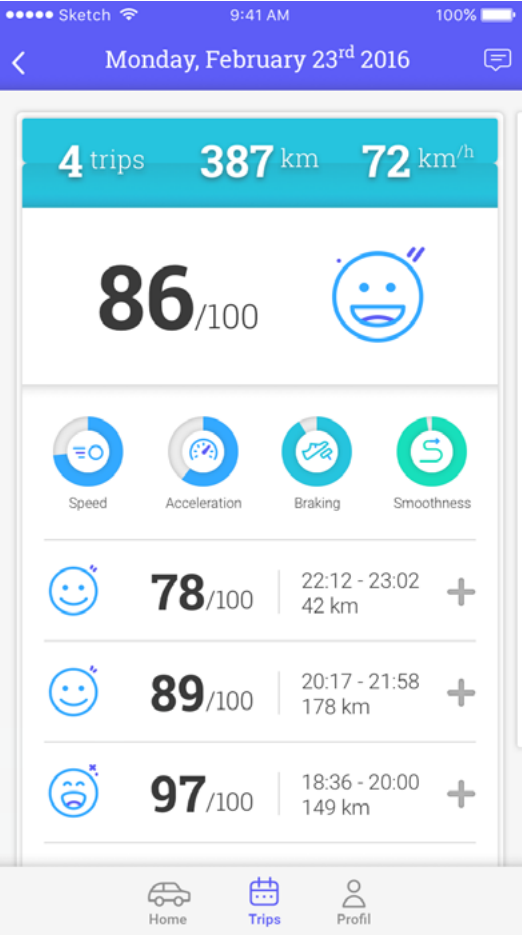 Sketch 9:41 AM 100%
Monday, February 23rd 2016
4 trips 387 km 72 km/h
86/100
Speed Acceleration Braking Smoothness
78/100 22:12 - 23:02
42 km
89/100 20:17 - 21:58
178 km
97/100 18:36 - 20:00
149 km
Home Trips Profil